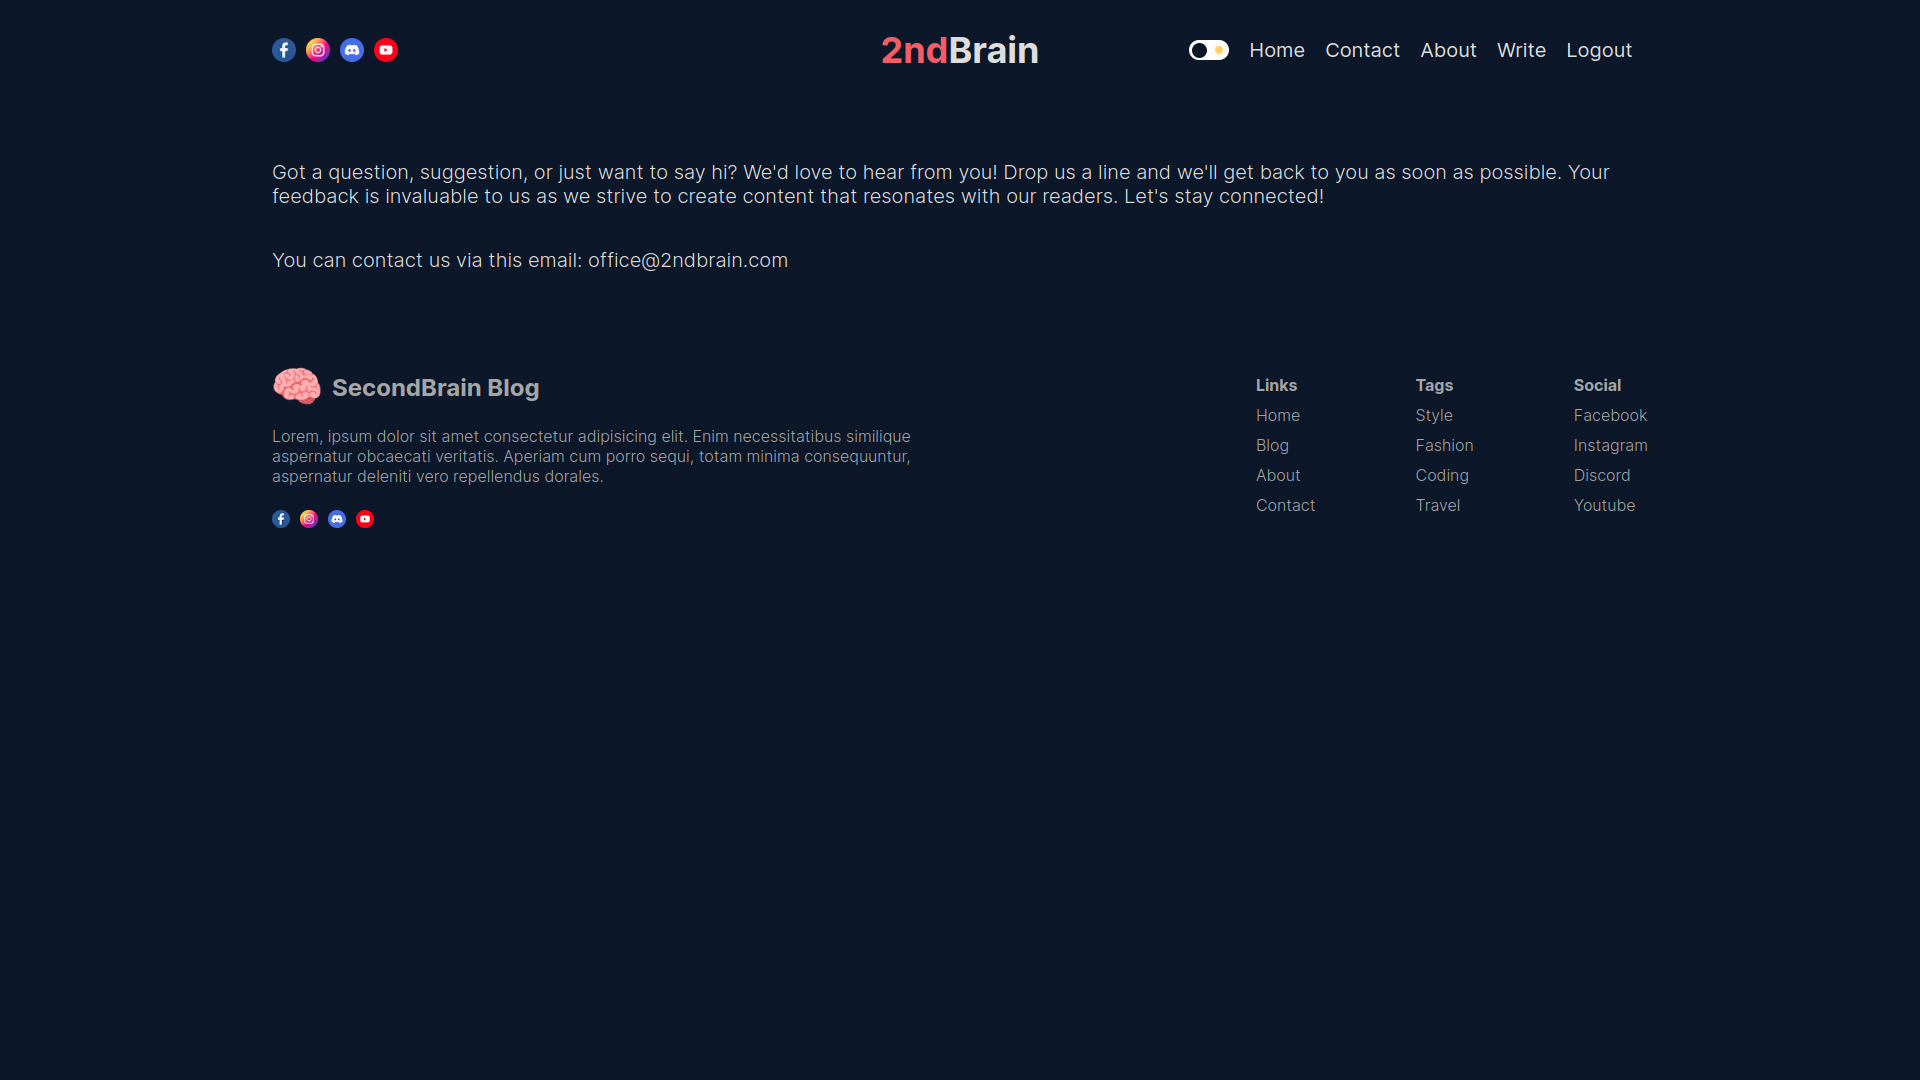 2ndBrain
Home Contact About Write Logout
Got a question, suggestion, or just want to say hi? We'd love to hear from you! Drop us a line and we'll get back to you as soon as possible. Your
feedback is invaluable to us as we strive to create content that resonates with our readers. Let's stay connected!
You can contact us via this email: office@2ndbrain.com
SecondBrain Blog
Lorem, ipsum dolor sit amet consectetur adipisicing elit. Enim necessitatibus similique
aspernatur obcaecati veritatis. Aperiam cum porro sequi, totam minima consequuntur,
aspernatur deleniti vero repellendus dorales.
Links
Home
Blog
About
Contact
Tags
Style
Fashion
Coding
Travel
Social
Facebook
Instagram
Discord
Youtube